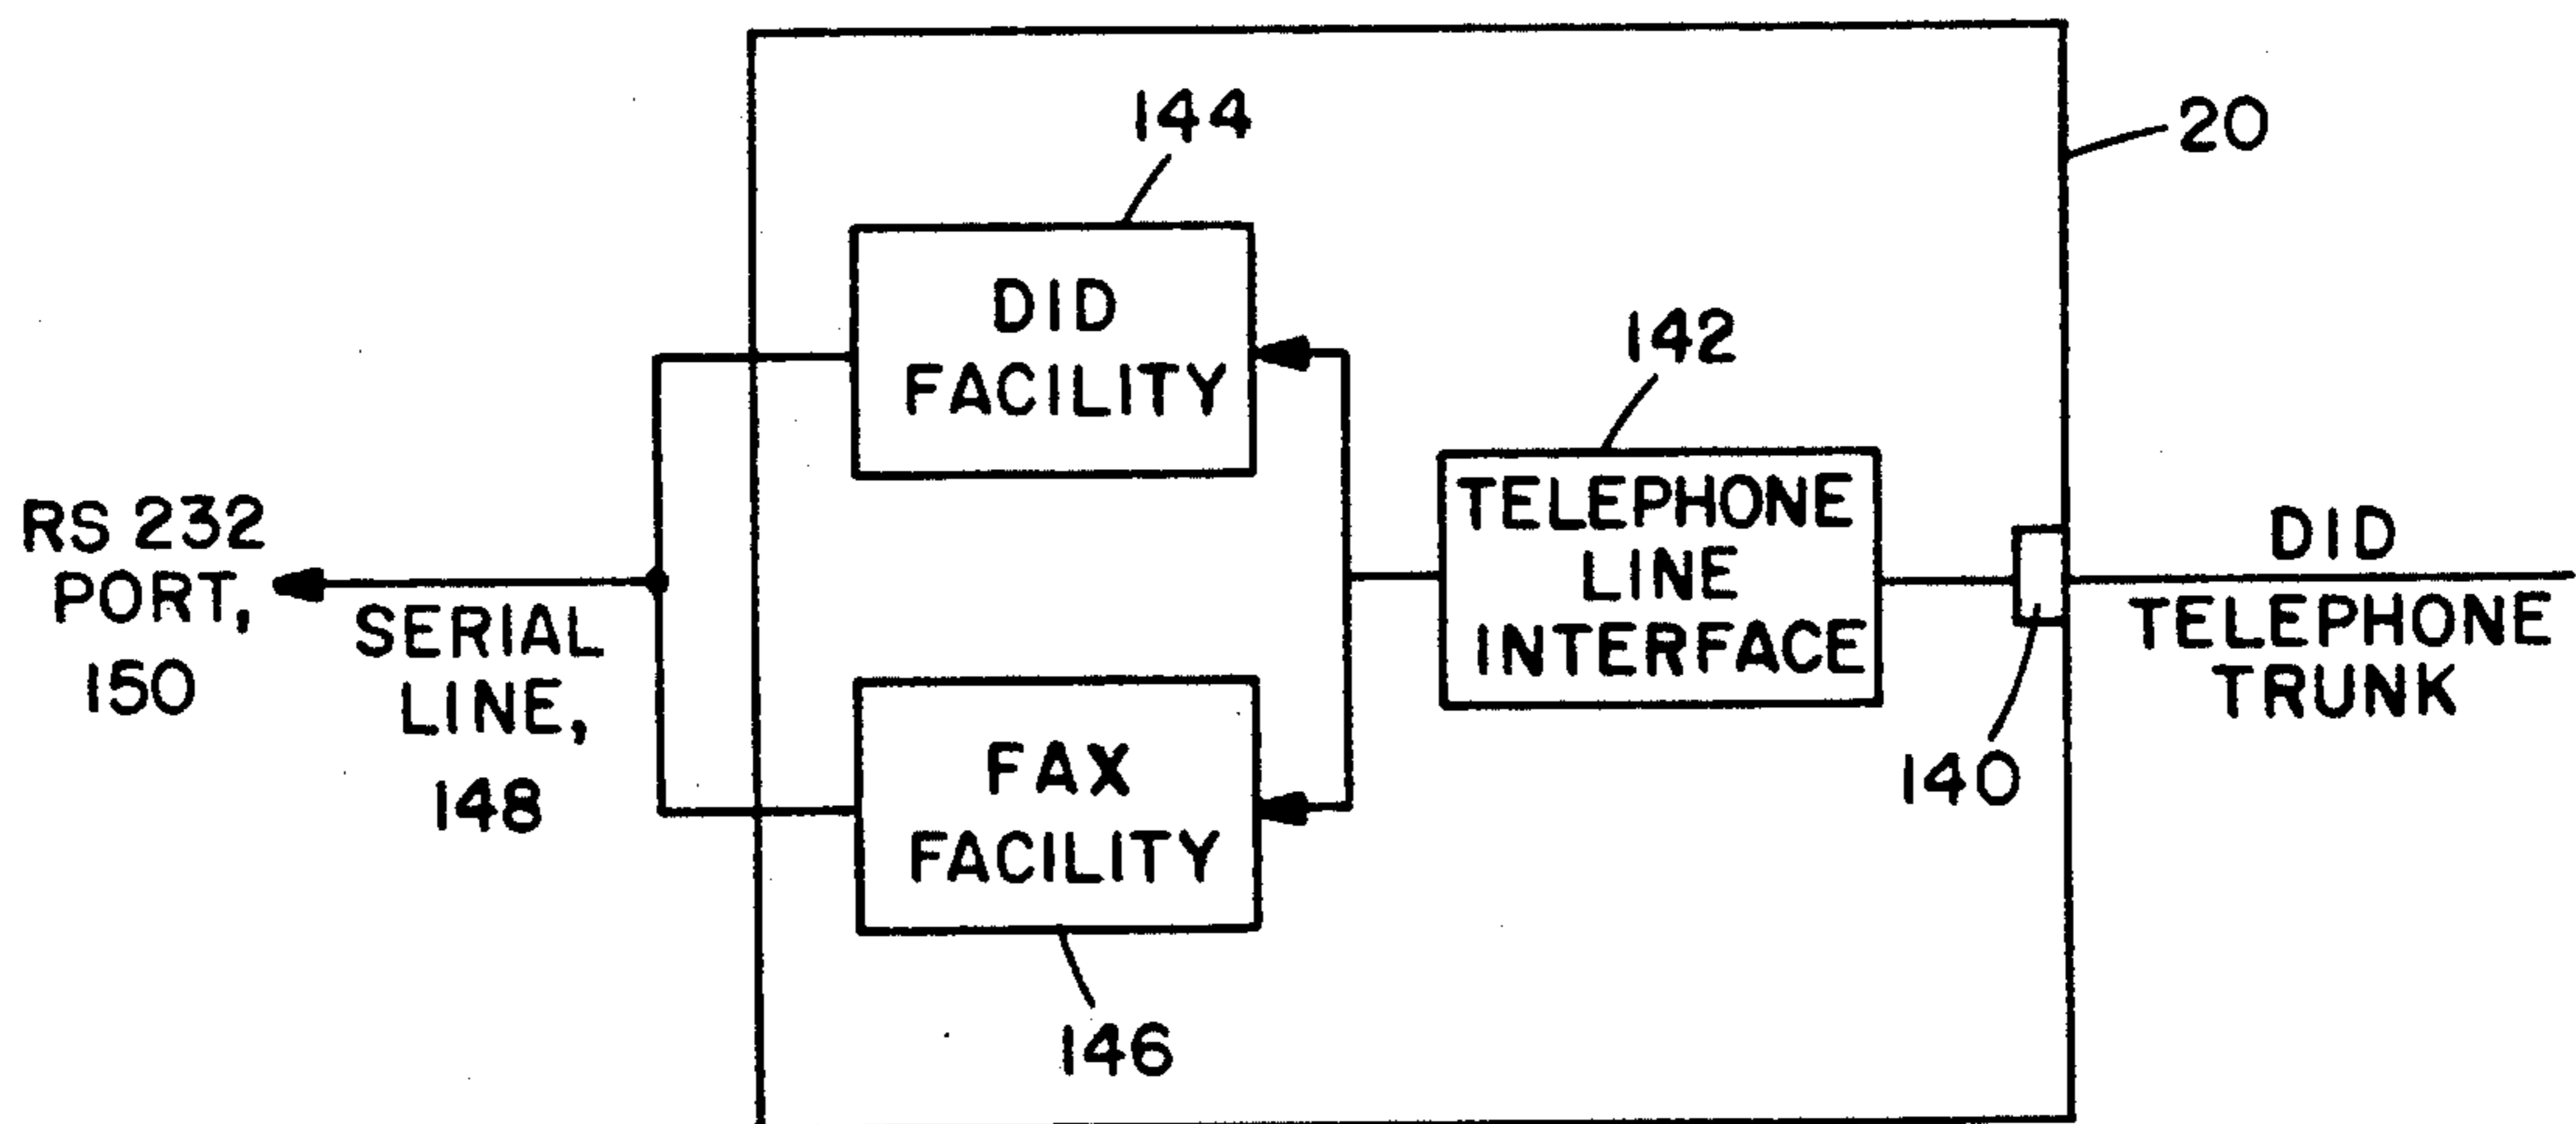 144
20
DID
FACILITY
142
TELEPHONE
LINE
INTERFACE
RS 232
PORT,
150
SERIAL
LINE,
148
DID
TELEPHONE
TRUNK
140
FAX
FACILITY
146